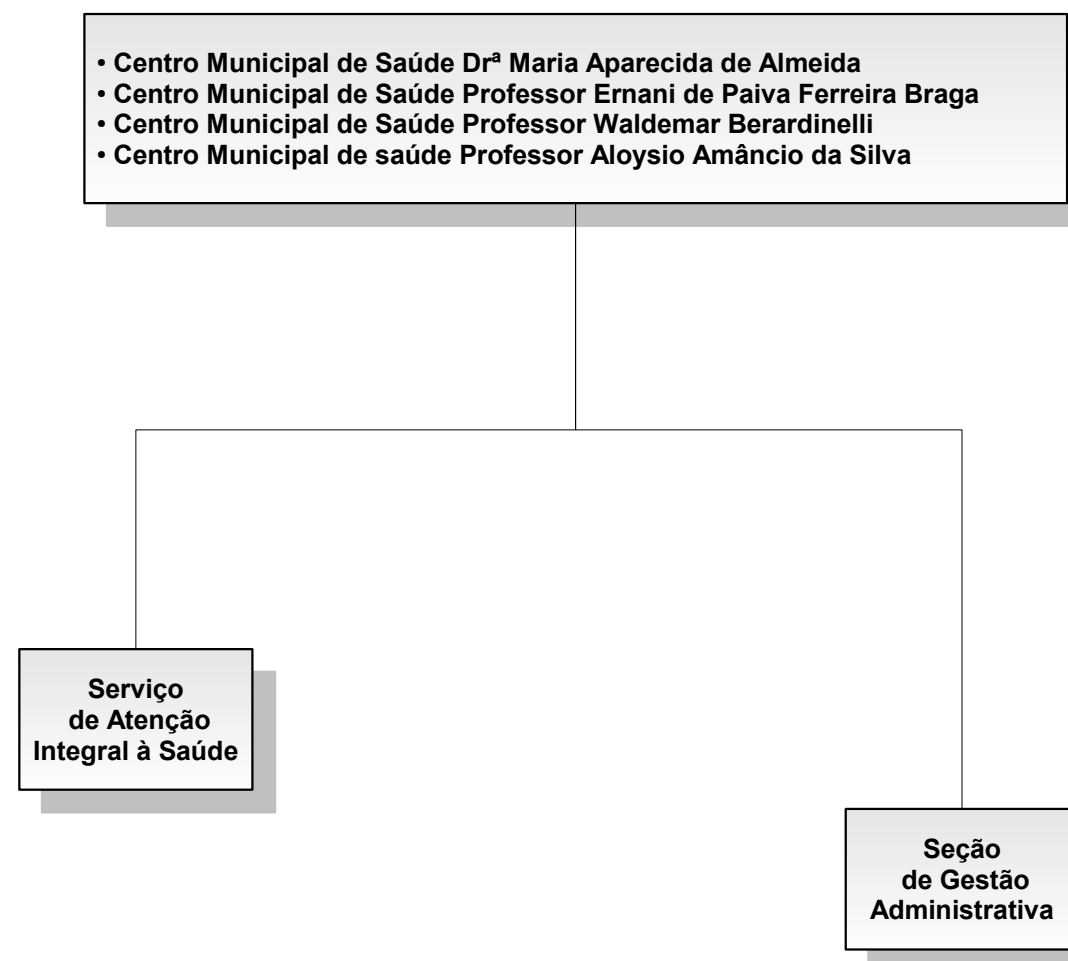 • Centro Municipal de Saúde Drª Maria Aparecida de Almeida
• Centro Municipal de Saúde Professor Ernani de Paiva Ferreira Braga
• Centro Municipal de Saúde Professor Waldemar Berardinelli
• Centro Municipal de saúde Professor Aloysio Amâncio da Silva
Serviço
de Atenção
Integral à Saúde
Seção
de Gestão
Administrativa